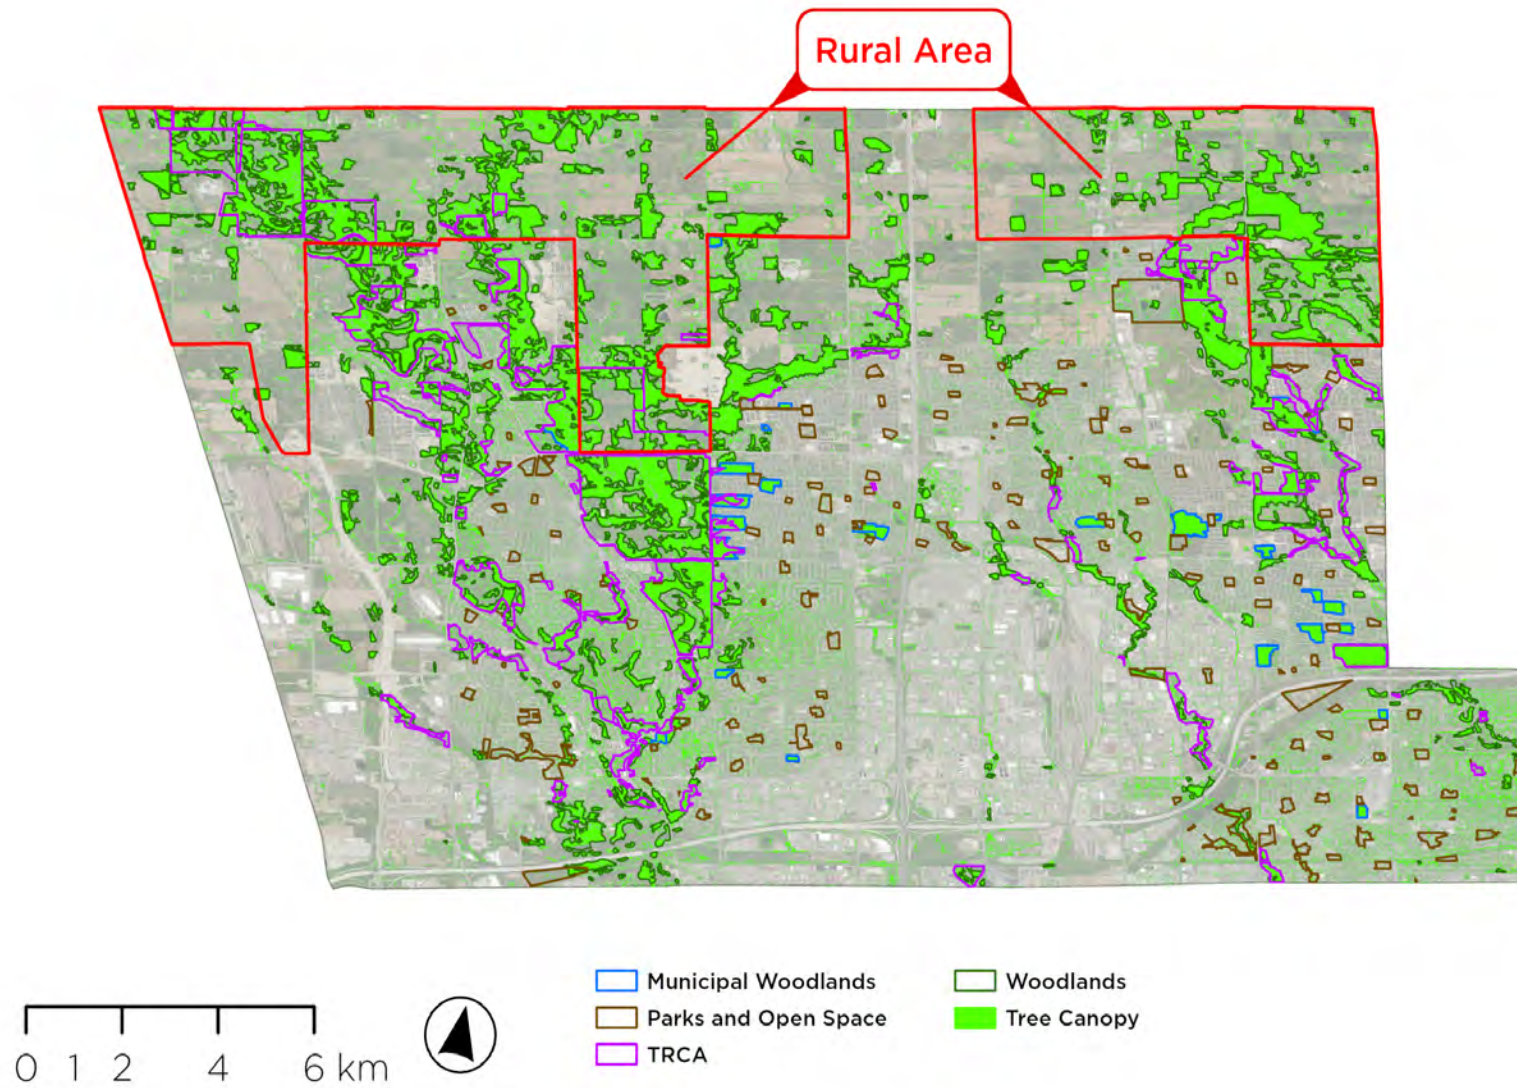 Rural Area
Municipal Woodlands
Woodlands
Parks and Open Space
Tree Canopy
TRCA
0 1 2 4 6 km